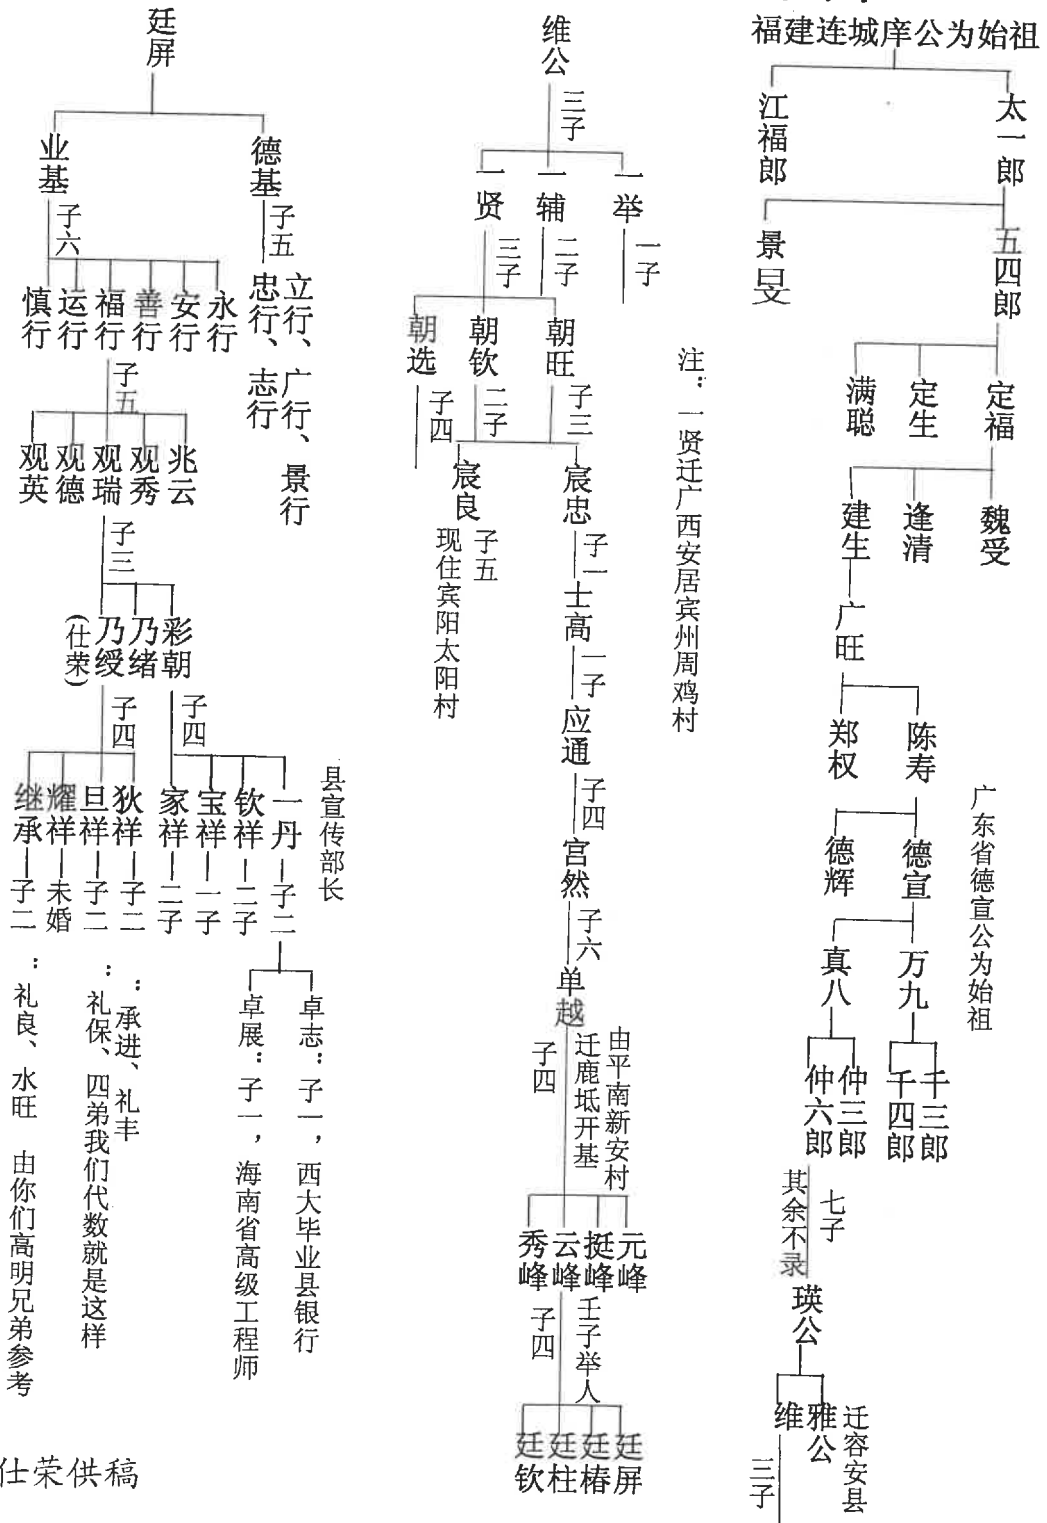 福建连城庠公为始祖
太一郎
江福郎
五四郎
景旻
定福
定生
满聪
魏受
逢清
建生
广旺
陈寿
郑权
广东省德宣公为始祖
德宣
德辉
万九
真八
千三郎
千四郎
仲三郎
仲六郎
七子
其余不录
瑛公
迁容安县
雅公
维
三子
维公
三子
一举
一辅
一贤
一子
二子
三子
注：一贤迁广西安居宾州周鸡村
朝旺
朝钦
朝选
子三
二子
子四
宸忠
宸良
子五
现住宾阳太阳村
子一
士高
一子
应通
子四
宫然
子六
单越
由平南新安村
迁鹿坻开基
子四
元峰
挺峰
云峰
秀峰
壬子举人
子四
廷屏
廷椿
廷柱
廷钦
廷屏
德基
业基
子五
立行、广行、景行
忠行、志行
子六
永行
安行
善行
福行
运行
慎行
子五
兆云
观秀
观瑞
观德
观英
子三
彩朝
乃绪
乃绶
(仕荣)
子四
子四
县宣传部长
一丹
钦祥
宝祥
家祥
狄祥
旦祥
耀祥
继承
子二
二子
一子
二子
子二
子二
未婚
子二
卓志：子一，西大毕业县银行
卓展：子一，海南省高级工程师
：承进、礼丰
：礼保、四弟我们代数就是这样
：礼良、水旺 由你们高明兄弟参考
仕荣供稿